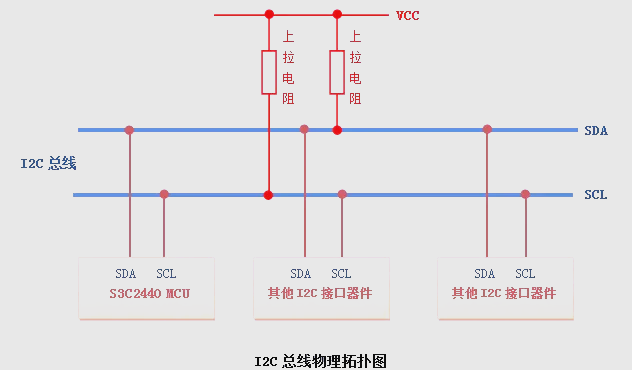 VCC
上拉电阻
上拉电阻
SDA
I2C 总线
SCL
SDA SCL
S3C2440 MCU
SDA SCL
其他 I2C 接口器件
SDA SCL
其他 I2C 接口器件
I2C 总线物理拓扑图